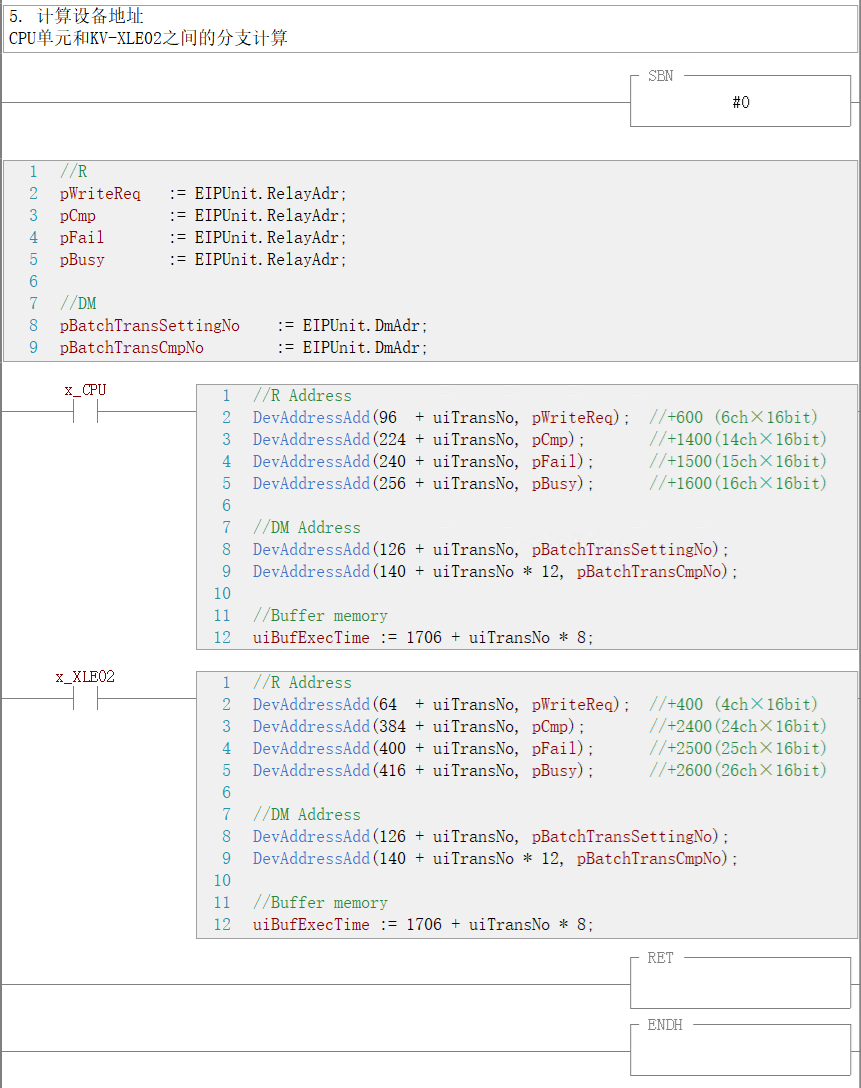 5. 计算设备地址
CPU单元和KV-XLE02之间的分支计算
SBN
#0
1 //R
2 pWriteReq := EIPUnit.RelayAdr;
3 pCmp := EIPUnit.RelayAdr;
4 pFail := EIPUnit.RelayAdr;
5 pBusy := EIPUnit.RelayAdr;
6
7 //DM
8 pBatchTransSettingNo := EIPUnit.DmAdr;
9 pBatchTransCmpNo := EIPUnit.DmAdr;
x_CPU
1 //R Address
2 DevAddressAdd(96 + uiTransNo, pWriteReq); //+600 (6ch×16bit)
3 DevAddressAdd(224 + uiTransNo, pCmp); //+1400(14ch×16bit)
4 DevAddressAdd(240 + uiTransNo, pFail); //+1500(15ch×16bit)
5 DevAddressAdd(256 + uiTransNo, pBusy); //+1600(16ch×16bit)
6
7 //DM Address
8 DevAddressAdd(126 + uiTransNo, pBatchTransSettingNo);
9 DevAddressAdd(140 + uiTransNo * 12, pBatchTransCmpNo);
10
11 //Buffer memory
12 uiBufExecTime := 1706 + uiTransNo * 8;
x_XLE02
1 //R Address
2 DevAddressAdd(64 + uiTransNo, pWriteReq); //+400 (4ch×16bit)
3 DevAddressAdd(384 + uiTransNo, pCmp); //+2400(24ch×16bit)
4 DevAddressAdd(400 + uiTransNo, pFail); //+2500(25ch×16bit)
5 DevAddressAdd(416 + uiTransNo, pBusy); //+2600(26ch×16bit)
6
7 //DM Address
8 DevAddressAdd(126 + uiTransNo, pBatchTransSettingNo);
9 DevAddressAdd(140 + uiTransNo * 12, pBatchTransCmpNo);
10
11 //Buffer memory
12 uiBufExecTime := 1706 + uiTransNo * 8;
RET
ENDH